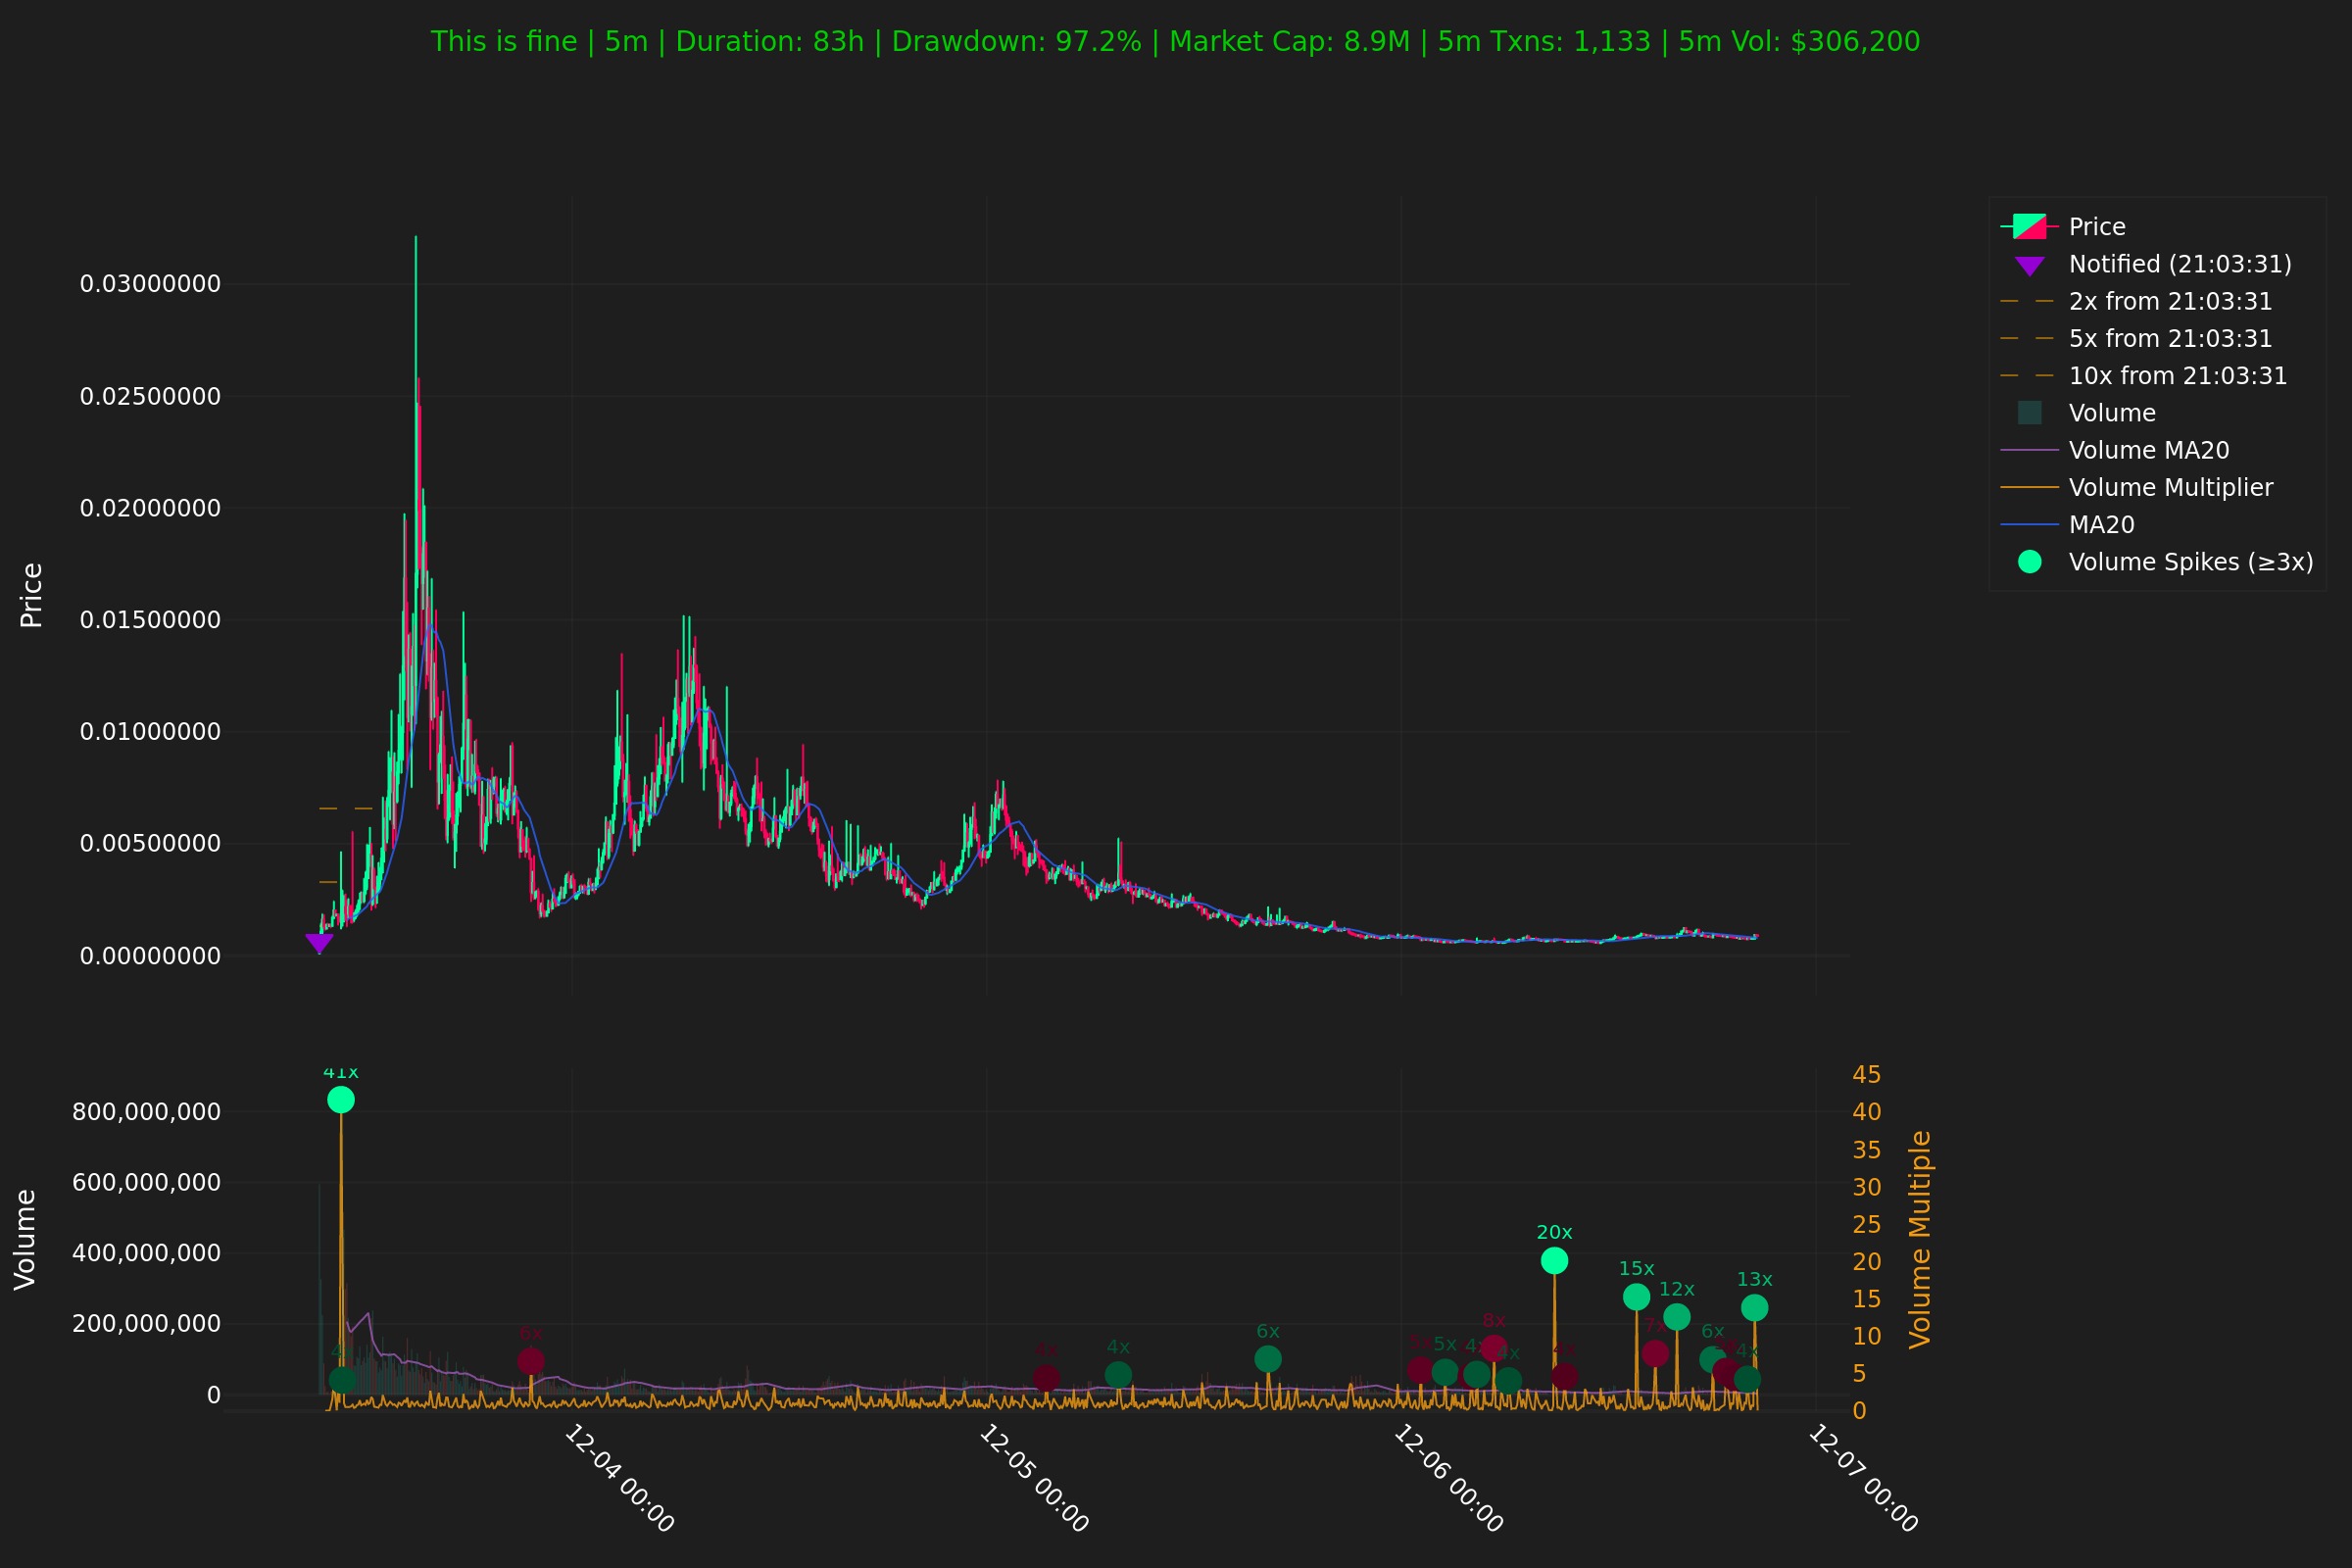 This is fine | 5m | Duration: 83h | Drawdown: 97.2% | Market Cap: 8.9M | 5m Txns: 1,133 | 5m Vol: $306,200
Price
0.03000000
0.02500000
0.02000000
0.01500000
0.01000000
0.00500000
0.00000000
Price
Notified (21:03:31)
2x from 21:03:31
5x from 21:03:31
10x from 21:03:31
Volume
Volume MA20
Volume Multiplier
MA20
Volume Spikes (≥3x)
Volume
800,000,000
600,000,000
400,000,000
200,000,000
0
41x
6x
4x
4x
6x
5x
4x
8x
4x
20x
15x
7x
12x
6x
4x
13x
45
40
35
30
25
20
15
10
5
0
Volume Multiple
12-04 00:00
12-05 00:00
12-06 00:00
12-07 00:00